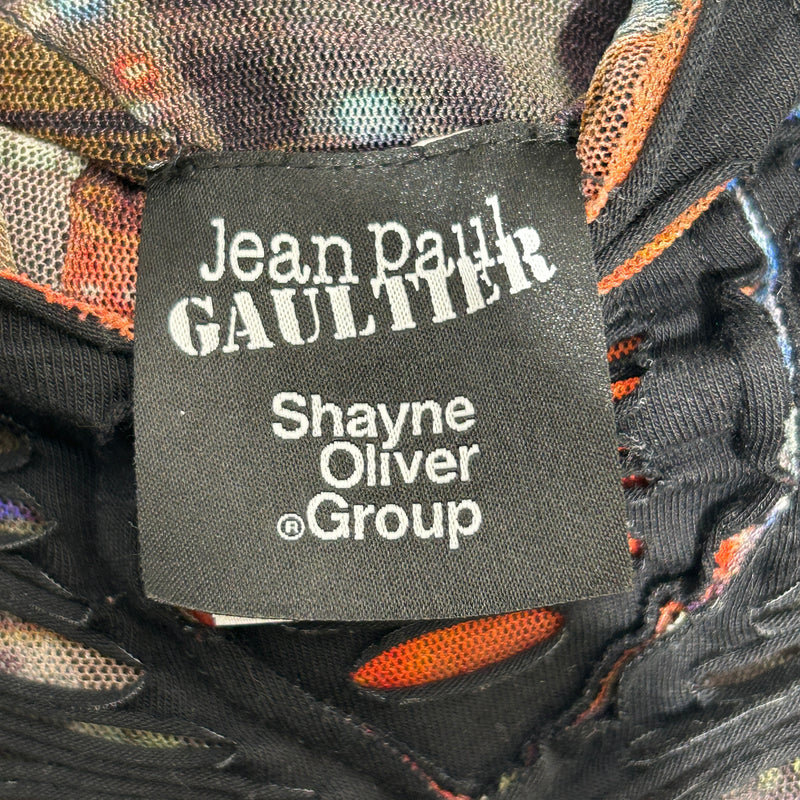 Jean Paul
GAULTIER
Shayne
Oliver
®Group